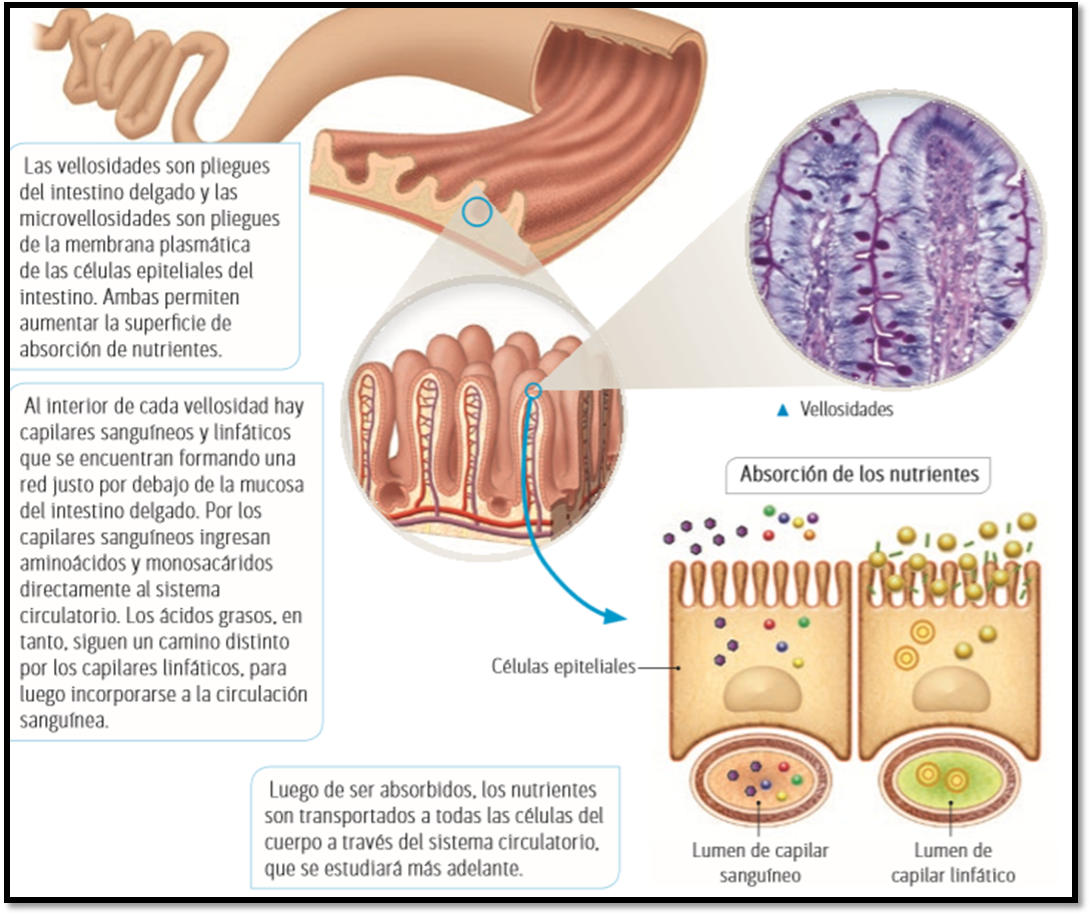 Las vellosidades son pliegues
del intestino delgado y las
microvellosidades son pliegues
de la membrana plasmática
de las células epiteliales del
intestino. Ambas permiten
aumentar la superficie de
absorción de nutrientes.
Al interior de cada vellosidad hay
capilares sanguíneos y linfáticos
que se encuentran formando una
red justo por debajo de la mucosa
del intestino delgado. Por los
capilares sanguíneos ingresan
aminoácidos y monosacáridos
directamente al sistema
circulatorio. Los ácidos grasos, en
tanto, siguen un camino distinto
por los capilares linfáticos, para
luego incorporarse a la circulación
sanguínea.
▲ Vellosidades
Absorción de los nutrientes
Células epiteliales
Lumen de capilar
sanguíneo
Lumen de
capilar linfático
Luego de ser absorbidos, los nutrientes
son transportados a todas las células del
cuerpo a través del sistema circulatorio,
que se estudiará más adelante.